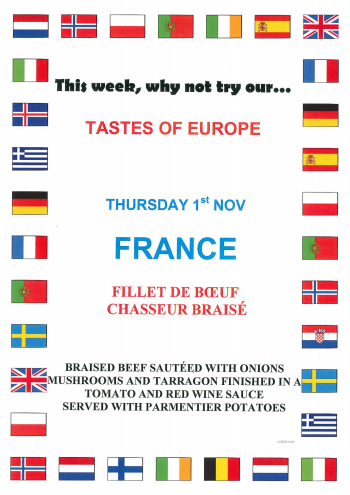 This week, why not try our...
TASTES OF EUROPE
THURSDAY 1st NOV
FRANCE
FILLET DE BŒUF
CHASSEUR BRAISÉ
BRAISED BEEF SAUTÉED WITH ONIONS
MUSHROOMS AND TARRAGON FINISHED IN A
TOMATO AND RED WINE SAUCE
SERVED WITH PARMENTIER POTATOES